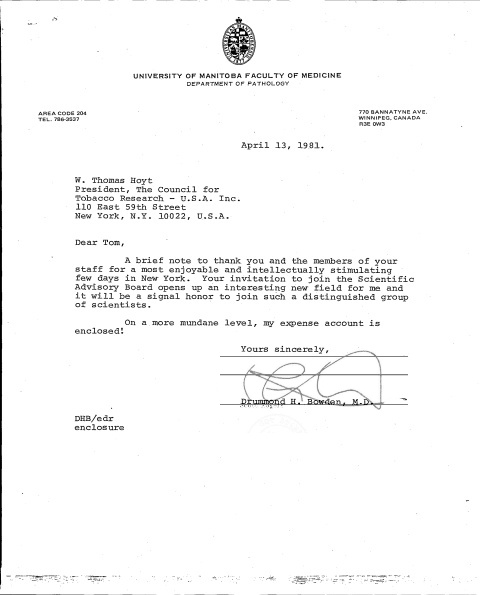 UNIVERSITY OF MANITOBA FACULTY OF MEDICINE
DEPARTMENT OF PATHOLOGY
AREA CODE 204
TEL. 786-3537
770 BANNATYNE AVE.
WINNIPEG, CANADA
R3E 0W3
April 13, 1981.
W. Thomas Hoyt
President, The Council for
Tobacco Research - U.S.A. Inc.
110 East 59th Street
New York, N.Y. 10022, U.S.A.
Dear Tom,
A brief note to thank you and the members of your
staff for a most enjoyable and intellectually stimulating
few days in New York. Your invitation to join the Scientific
Advisory Board opens up an interesting new field for me and
it will be a signal honor to join such a distinguished group
of scientists.
On a more mundane level, my expense account is
enclosed!
Yours sincerely,
Drummond H. Bowden, M.D.
DHB/edr
enclosure